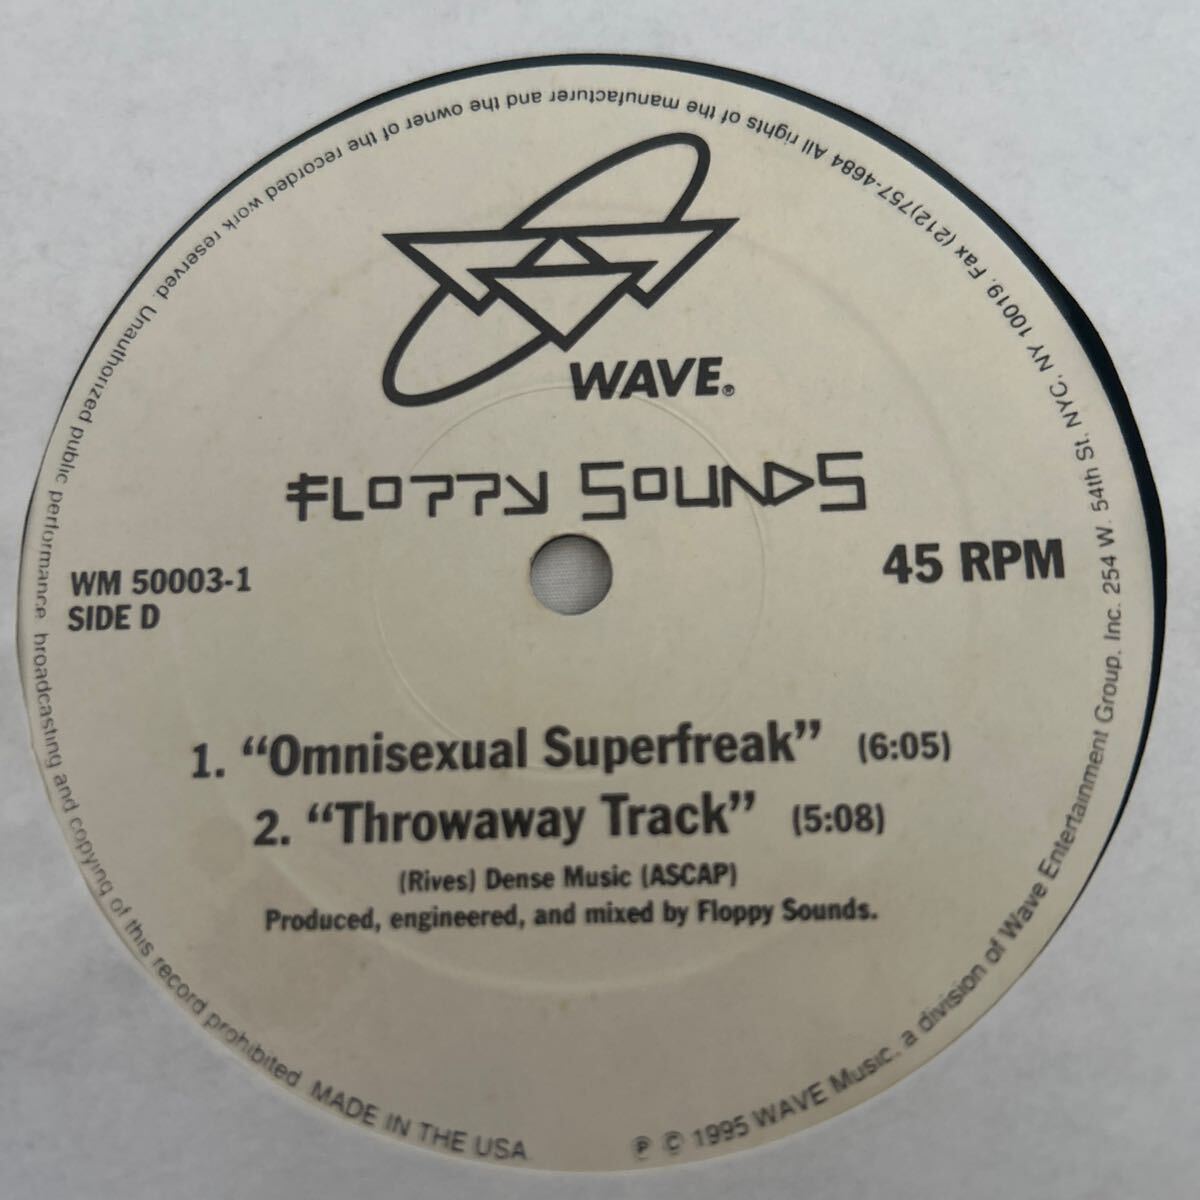 WAVE®
FLOPPY SOUNDS
WM 50003-1
SIDE D
45 RPM
1. “Omnisexual Superfreak” (6:05)
2. “Throwaway Track” (5:08)
(Rives) Dense Music (ASCAP)
Produced, engineered, and mixed by Floppy Sounds.
℗ © 1995 WAVE Music, a division of Wave Entertainment Group, Inc. 254 W. 54th St. NYC, NY 10019. Fax (212)757-4684 All rights of the manufacturer and the owner of the recorded work reserved. Unauthorized public performance, broadcasting and copying of this record prohibited. MADE IN THE USA